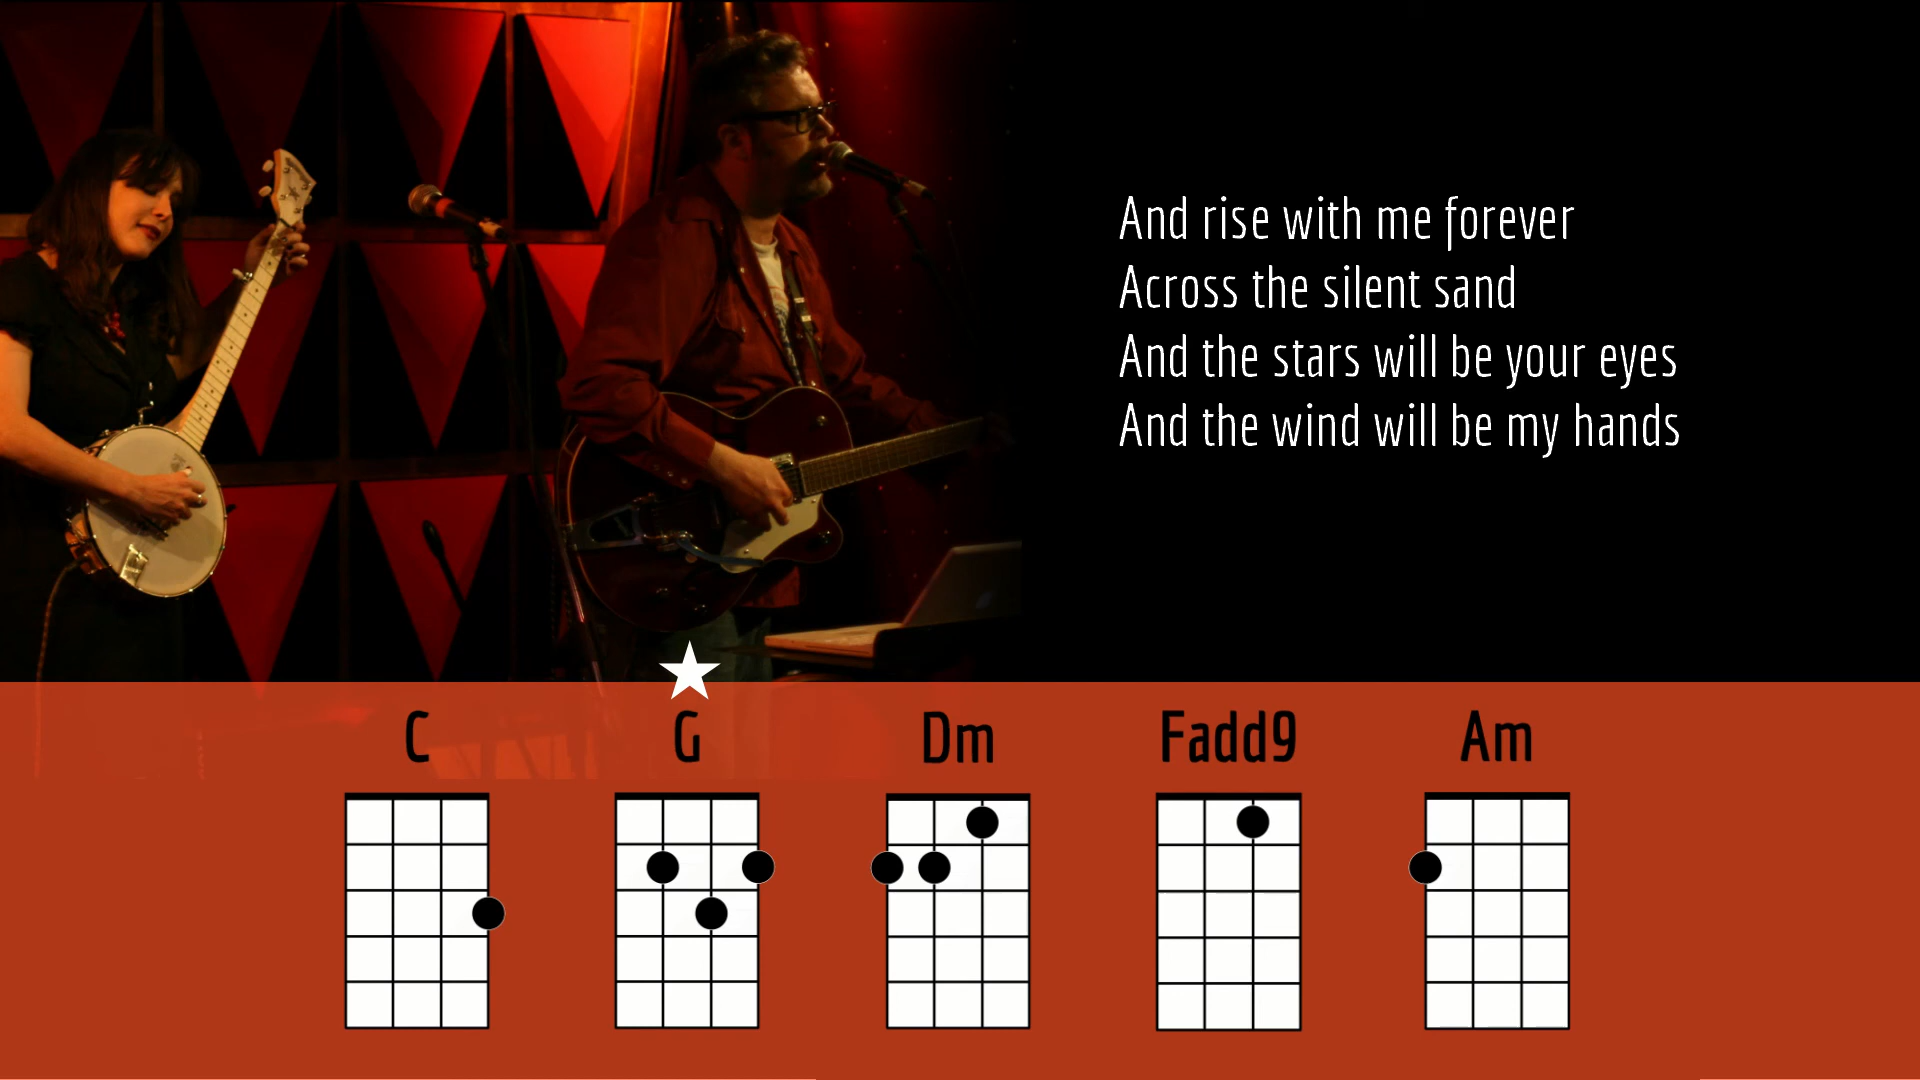 And rise with me forever
Across the silent sand
And the stars will be your eyes
And the wind will be my hands
C G Dm Fadd9 Am